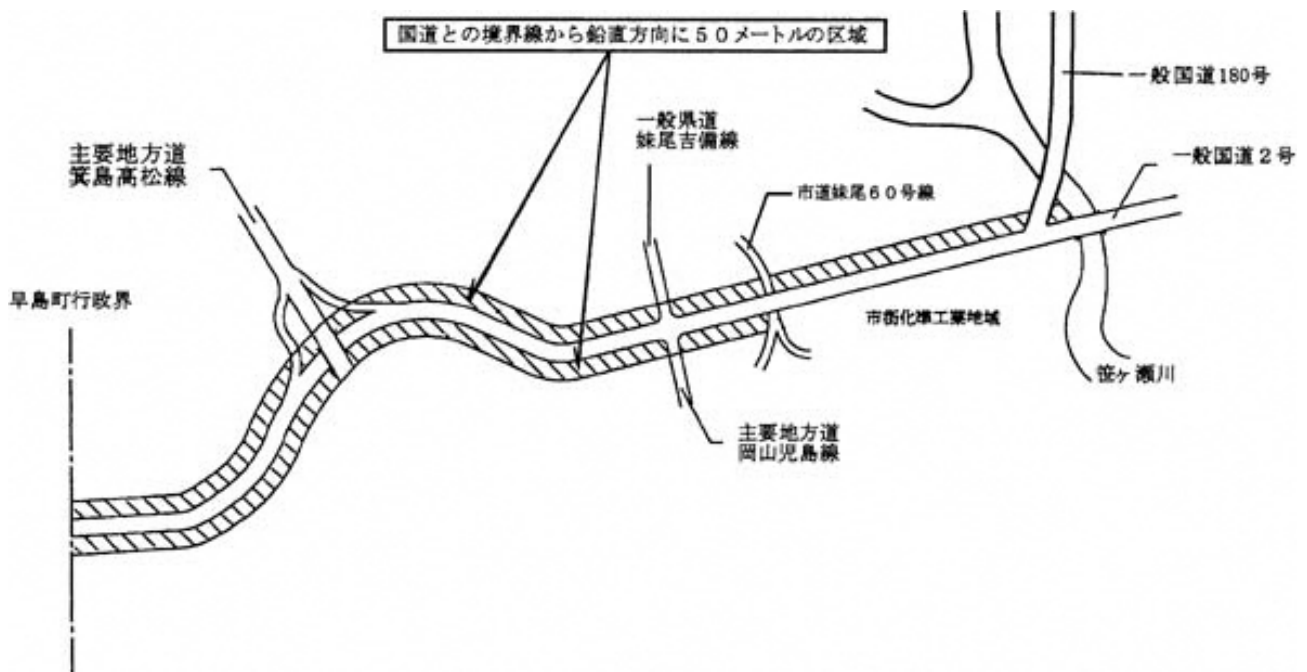 国道との境界線から鉛直方向に５０メートルの区域
一般国道180号
一般県道
妹尾吉備線
主要地方道
箕島高松線
一般国道２号
市道妹尾６０号線
早島町行政界
市街化準工業地域
笹ヶ瀬川
主要地方道
岡山児島線